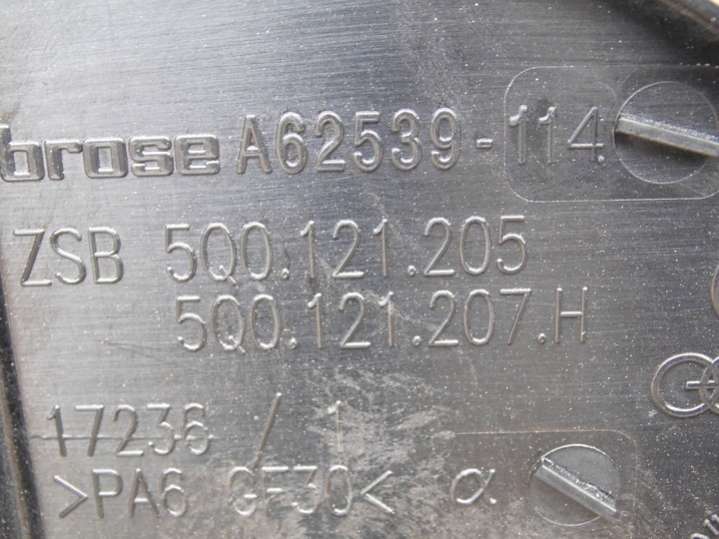 brose A62539-114
ZSB 5Q0.121.205
5Q0.121.207.H
17236 / 1
>PA6 GF30<